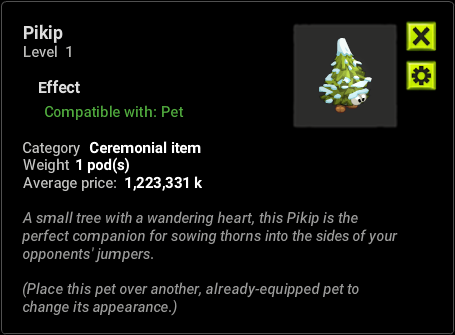 Pikip
Level 1
Effect
Compatible with: Pet
Category Ceremonial item
Weight 1 pod(s)
Average price: 1,223,331 k
A small tree with a wandering heart, this Pikip is the
perfect companion for sowing thorns into the sides of your
opponents' jumpers.
(Place this pet over another, already-equipped pet to
change its appearance.)